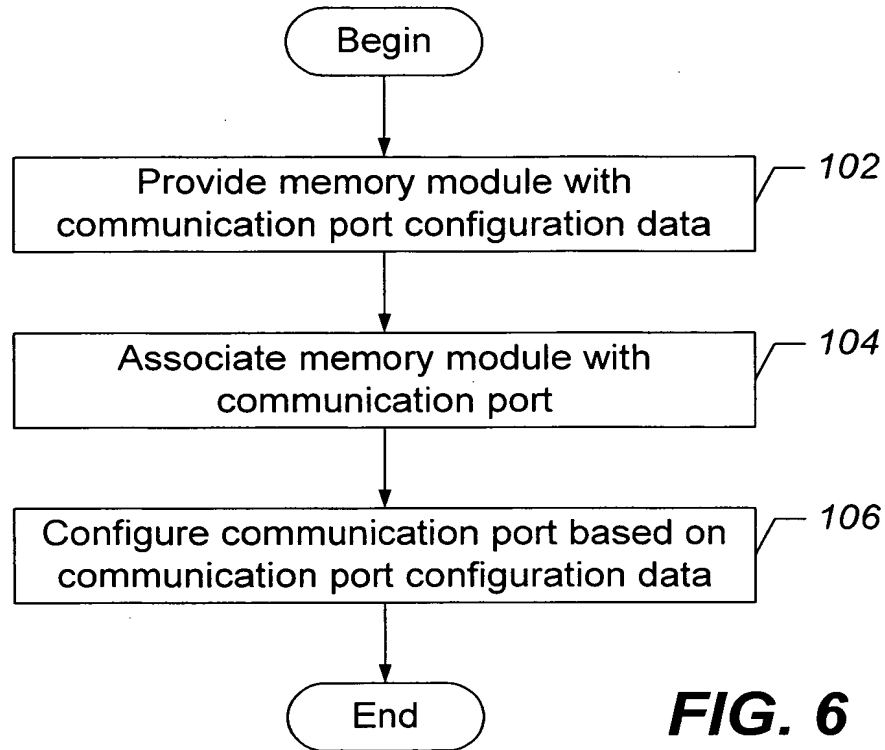 Begin
Provide memory module with
communication port configuration data
102
Associate memory module with
communication port
104
Configure communication port based on
communication port configuration data
106
End
FIG. 6